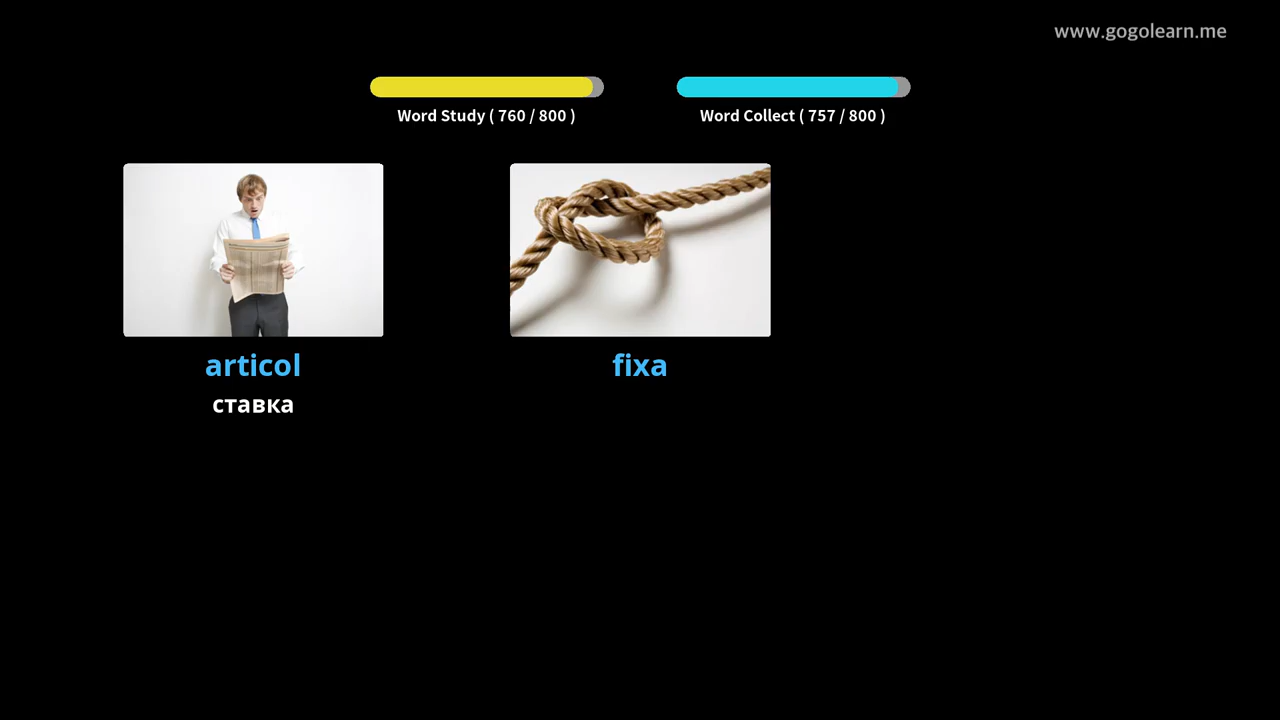 www.gogolearn.me
Word Study ( 760 / 800 )
Word Collect ( 757 / 800 )
articol
ставка
fixa